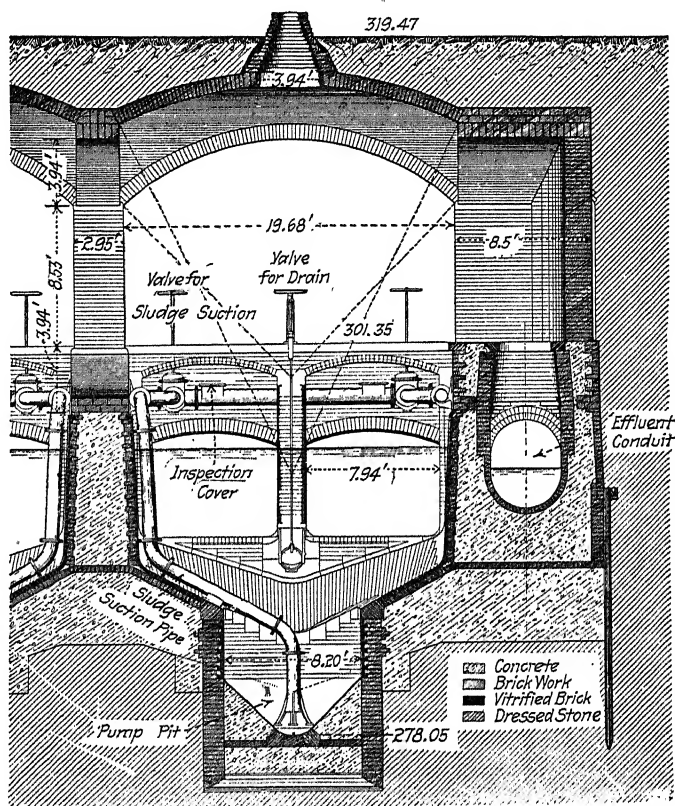 319.47
3.94'
3.94'
19.68'
2.95'
8.5'
8.53'
Valve for
Sludge Suction
Valve
for Drain
3.94'
301.35
Effluent
Conduit
Inspection
Cover
7.94'
Sludge
Suction Pipe
8.20'
Concrete
Brick Work
Vitrified Brick
Dressed Stone
Pump Pit
278.05